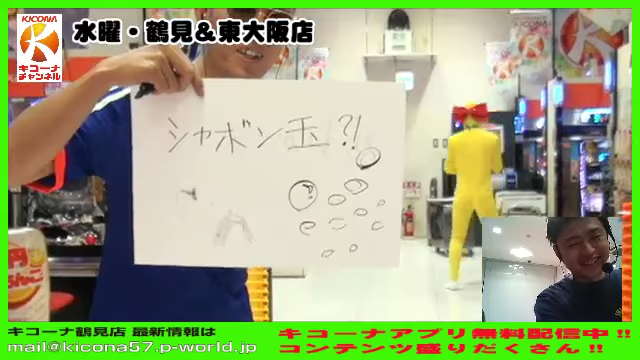 KICONA
キコーナ
チャンネル
水曜・鶴見&東大阪店
シャボン玉?!
キコーナ鶴見店 最新情報は
mail@kicona57.p-world.jp
キコーナアプリ無料配信中!!
コンテンツ盛りだくさん!!